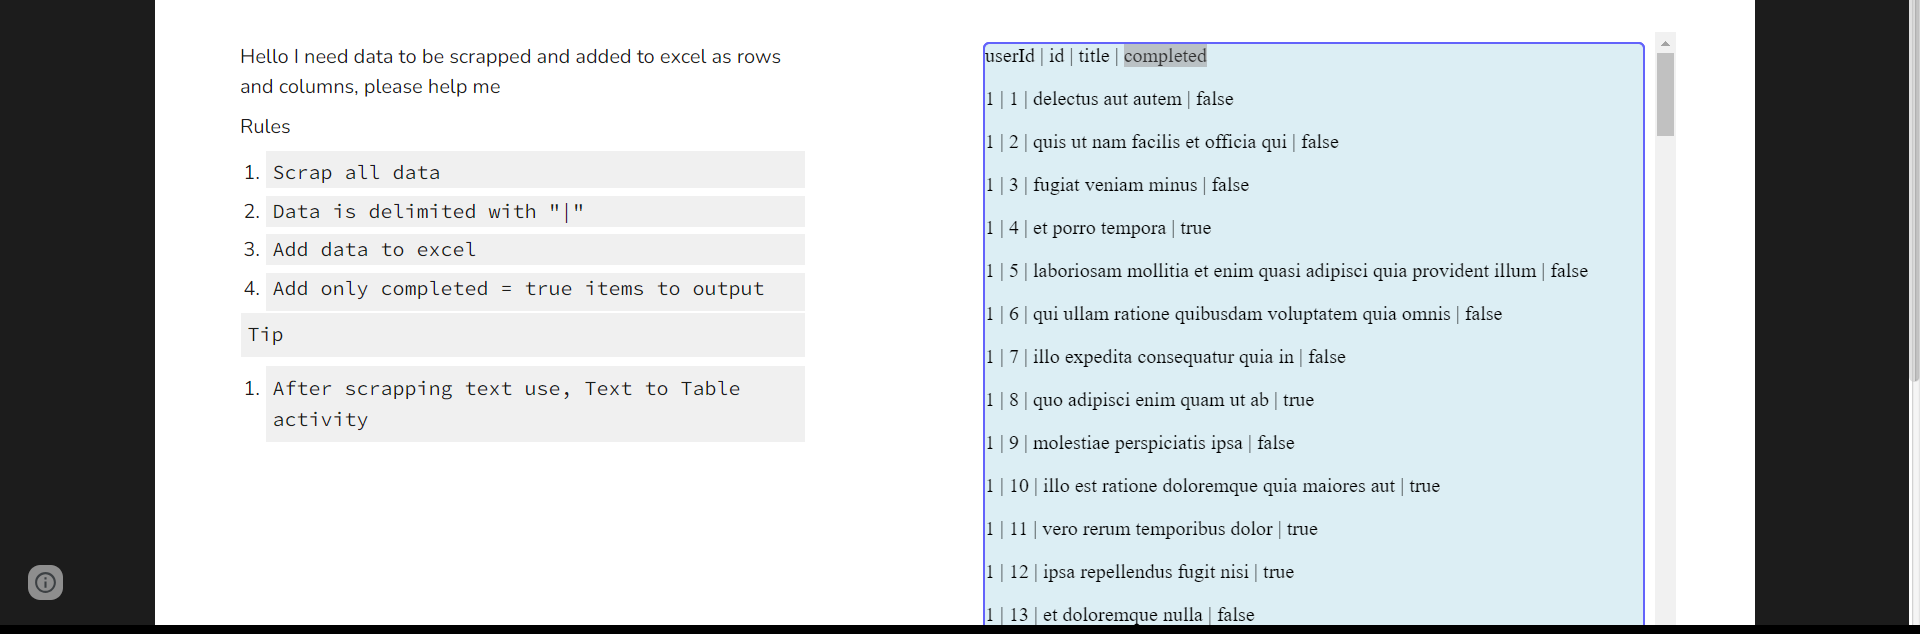 Hello I need data to be scrapped and added to excel as rows
and columns, please help me
Rules
1. Scrap all data
2. Data is delimited with "|"
3. Add data to excel
4. Add only completed = true items to output
Tip
1. After scrapping text use, Text to Table
activity
userId | id | title | completed
1 | 1 | delectus aut autem | false
1 | 2 | quis ut nam facilis et officia qui | false
1 | 3 | fugiat veniam minus | false
1 | 4 | et porro tempora | true
1 | 5 | laboriosam mollitia et enim quasi adipisci quia provident illum | false
1 | 6 | qui ullam ratione quibusdam voluptatem quia omnis | false
1 | 7 | illo expedita consequatur quia in | false
1 | 8 | quo adipisci enim quam ut ab | true
1 | 9 | molestiae perspiciatis ipsa | false
1 | 10 | illo est ratione doloremque quia maiores aut | true
1 | 11 | vero rerum temporibus dolor | true
1 | 12 | ipsa repellendus fugit nisi | true
1 | 13 | et doloremque nulla | false